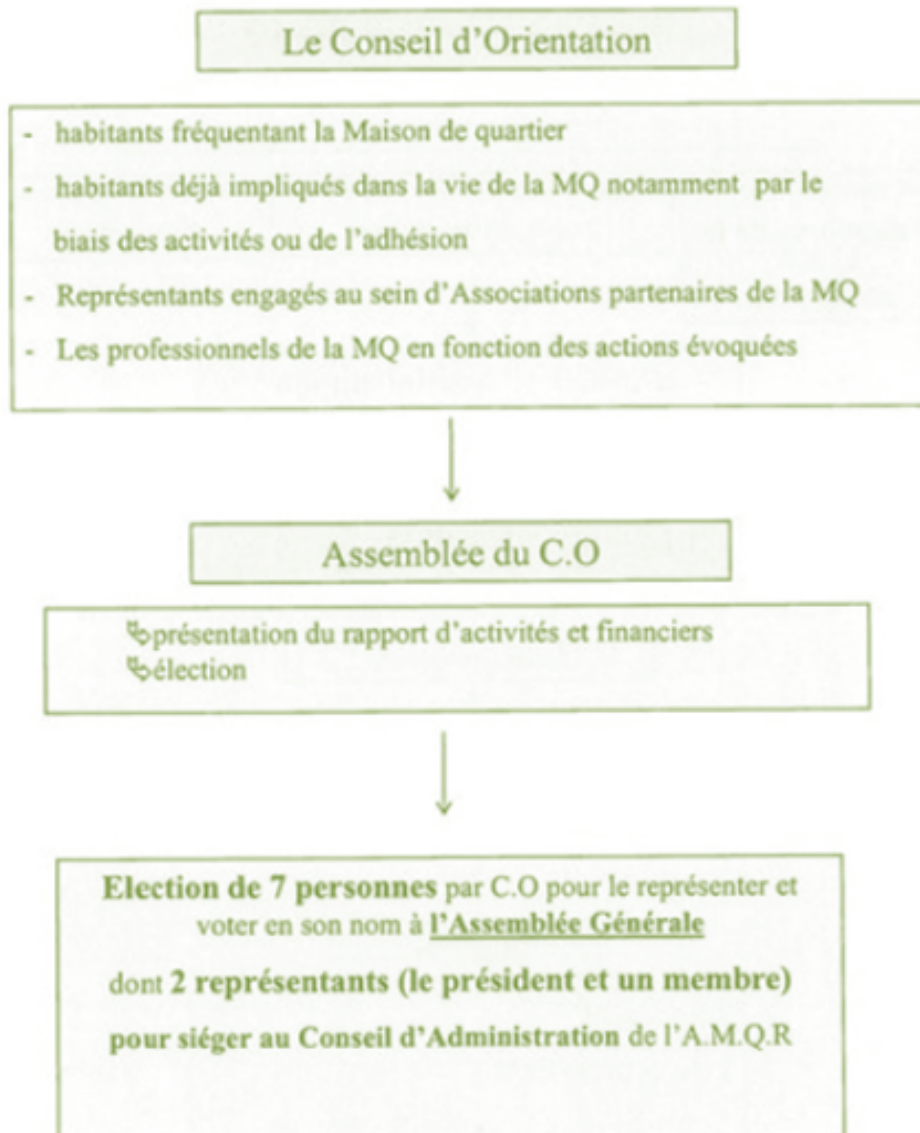 Le Conseil d'Orientation
- habitants fréquentant la Maison de quartier
- habitants déjà impliqués dans la vie de la MQ notamment par le
biais des activités ou de l'adhésion
- Représentants engagés au sein d'Associations partenaires de la MQ
- Les professionnels de la MQ en fonction des actions évoquées
Assemblée du C.O
présentation du rapport d'activités et financiers
élection
Election de 7 personnes par C.O pour le représenter et
voter en son nom à l'Assemblée Générale
dont 2 représentants (le président et un membre)
pour siéger au Conseil d'Administration de l'A.M.Q.R